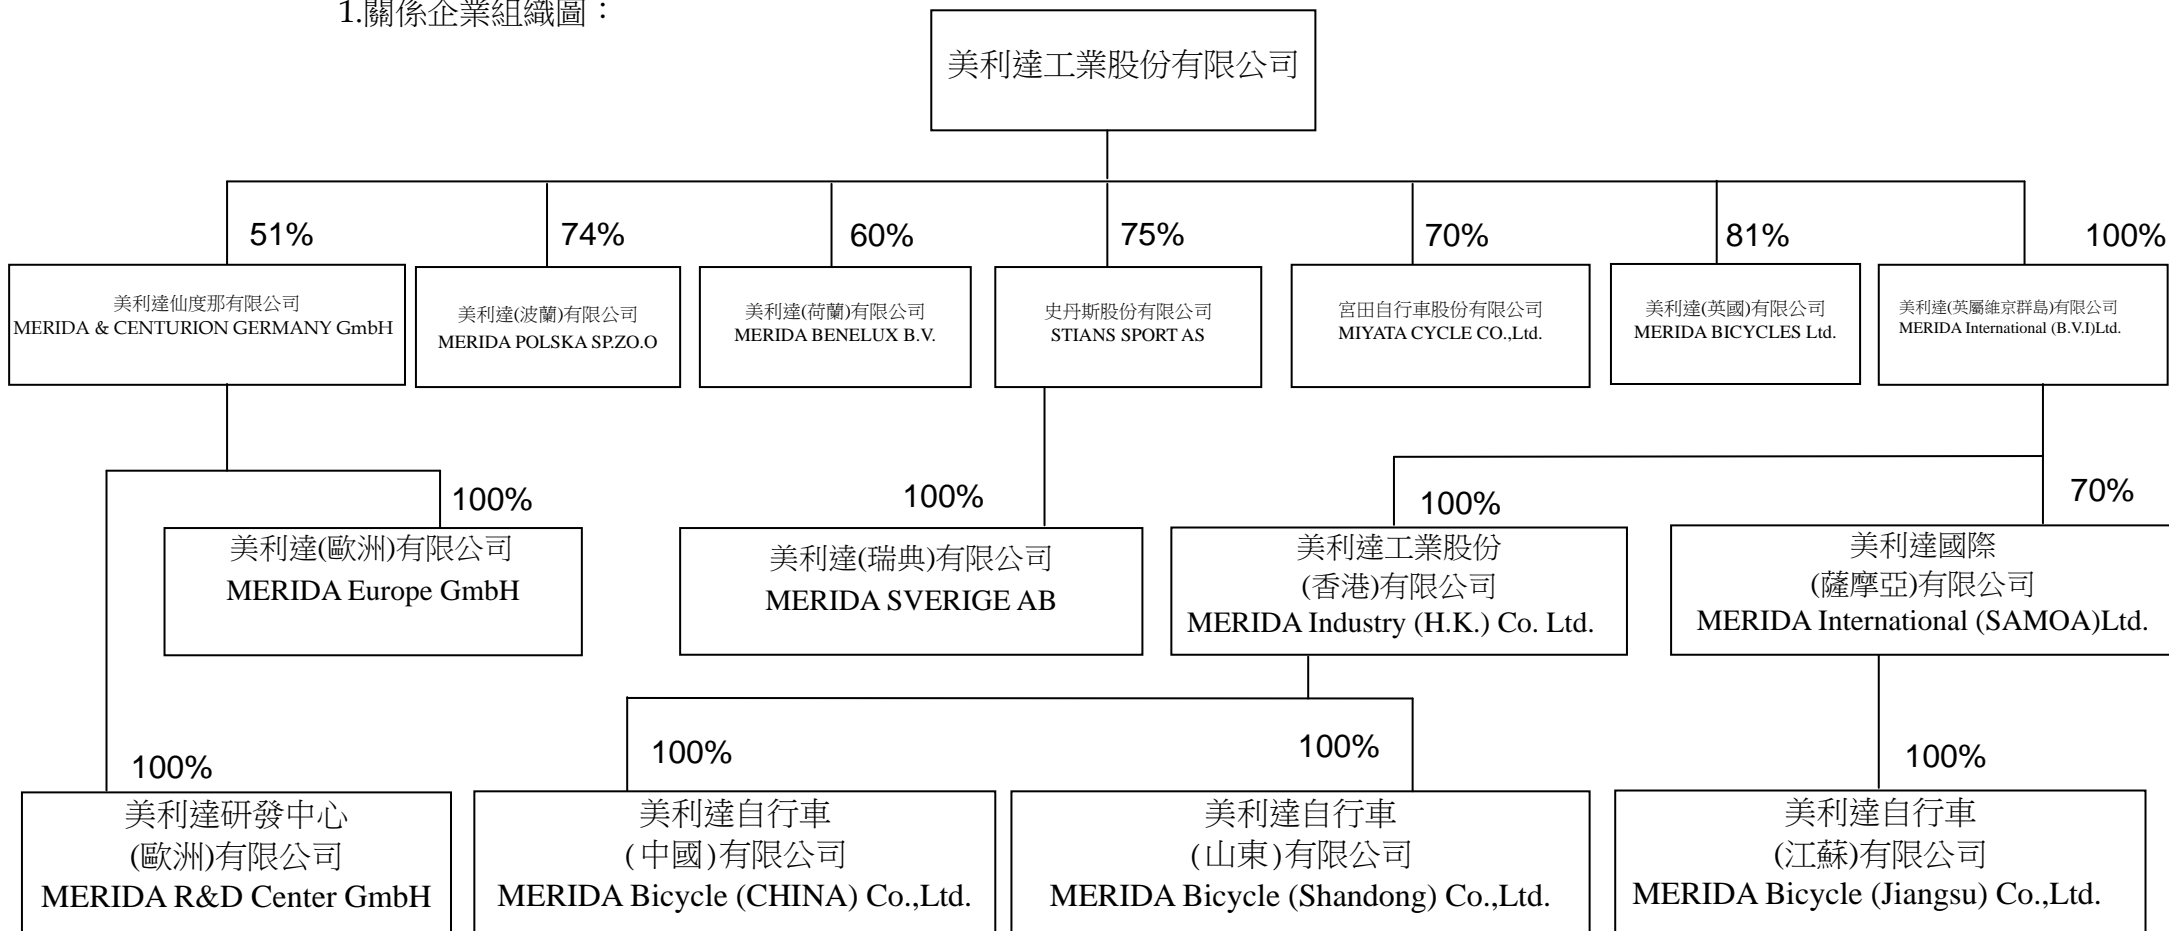 1.關係企業組織圖：
美利達工業股份有限公司
51%
74%
60%
75%
70%
81%
100%
美利達仙度那有限公司
MERIDA & CENTURION GERMANY GmbH
美利達(波蘭)有限公司
MERIDA POLSKA SP.ZO.O
美利達(荷蘭)有限公司
MERIDA BENELUX B.V.
史丹斯股份有限公司
STIANS SPORT AS
宮田自行車股份有限公司
MIYATA CYCLE CO.,Ltd.
美利達(英國)有限公司
MERIDA BICYCLES Ltd.
美利達(英屬維京群島)有限公司
MERIDA International (B.V.I)Ltd.
100%
100%
100%
70%
美利達(歐洲)有限公司
MERIDA Europe GmbH
美利達(瑞典)有限公司
MERIDA SVERIGE AB
美利達工業股份
(香港)有限公司
MERIDA Industry (H.K.) Co. Ltd.
美利達國際
(薩摩亞)有限公司
MERIDA International (SAMOA)Ltd.
100%
100%
100%
100%
美利達研發中心
(歐洲)有限公司
MERIDA R&D Center GmbH
美利達自行車
(中國)有限公司
MERIDA Bicycle (CHINA) Co.,Ltd.
美利達自行車
(山東)有限公司
MERIDA Bicycle (Shandong) Co.,Ltd.
美利達自行車
(江蘇)有限公司
MERIDA Bicycle (Jiangsu) Co.,Ltd.